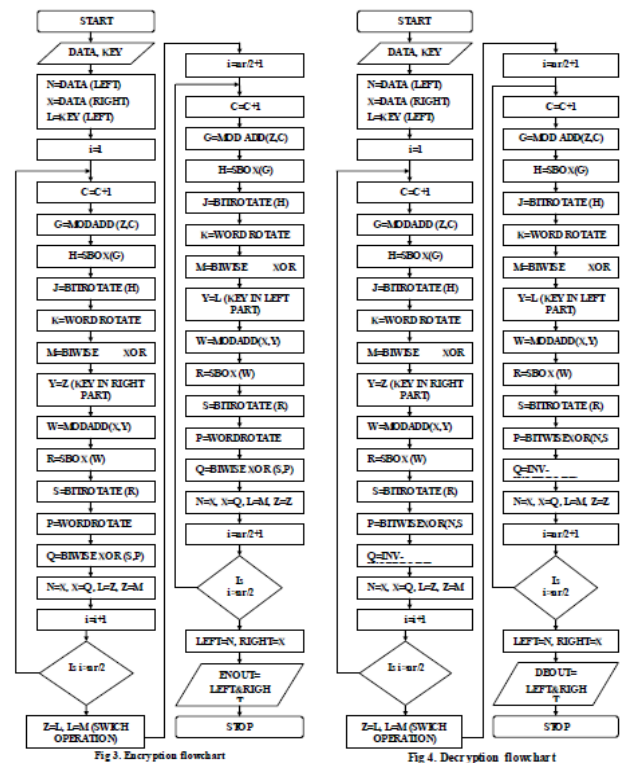 START
DATA, KEY
N=DATA (LEFT)
X=DATA (RIGHT)
L=KEY (LEFT)
i=1
C=C+1
G=MODADD (Z,C)
H=SBOX(G)
J=BITROTATE (H)
K=WORDROTATE
M=BIWISE XOR
Y=Z (KEY IN RIGHT
PART)
W=MODADD(X,Y)
R=SBOX (W)
S=BITROTATE (R)
P=WORDROTATE
Q=BIWISE XOR (S,P)
N=X, X=Q, L=Z, Z=M
i=i+1
Is i>nr/2
Z=L, L=M (SWICH
OPERATION)
i=nr/2+1
C=C+1
G=MOD ADD(Z,C)
H=SBOX(G)
J=BITROTATE (H)
K=WORDROTATE
M=BIWISE XOR
Y=L (KEY IN LEFT
PART)
W=MODADD(X,Y)
R=SBOX (W)
S=BITROTATE (R)
P=WORDROTATE
Q=BIWISE XOR (S,P)
N=X, X=Q, L=M, Z=Z
i=nr/2+1
Is
i>nr/2
LEFT=N, RIGHT=X
ENOUT=
LEFT&RIGH
T
STOP
Fig 3. Encryption flowchart
START
DATA, KEY
N=DATA (LEFT)
X=DATA (RIGHT)
L=KEY (LEFT)
i=1
C=C+1
G=MODADD (Z,C)
H=SBOX(G)
J=BITROTATE (H)
K=WORDROTATE
M=BIWISE XOR
Y=Z (KEY IN RIGHT
PART)
W=MODADD(X,Y)
R=SBOX (W)
S=BITROTATE (R)
P=BITWISEXOR(N,S
Q=INV-
N=X, X=Q, L=Z, Z=M
i=i+1
Is i>nr/2
Z=L, L=M (SWICH
OPERATION)
i=nr/2+1
C=C+1
G=MOD ADD(Z,C)
H=SBOX(G)
J=BITROTATE (H)
K=WORDROTATE
M=BIWISE XOR
Y=L (KEY IN LEFT
PART)
W=MODADD(X,Y)
R=SBOX (W)
S=BITROTATE (R)
P=BITWISEXOR(N,S
Q=INV-
N=X, X=Q, L=M, Z=Z
i=nr/2+1
Is
i>nr/2
LEFT=N, RIGHT=X
DEOUT=
LEFT&RIGH
T
STOP
Fig 4. Decryption flowchart